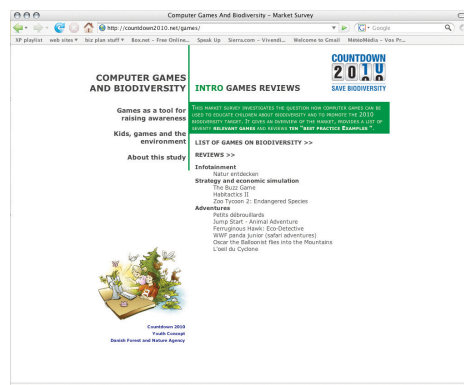 Computer Games And Biodiversity – Market Survey
http://countdown2010.net/games/
Google
XP playlist web sites biz plan stuff Box.net – Free Online... Speak Up Sierra.com – Vivendi... Welcome to Gmail MinioMedia – Vos Pr...
COUNTDOWN
2010
SAVE BIODIVERSITY
COMPUTER GAMES
AND BIODIVERSITY
INTRO GAMES REVIEWS
Games as a tool for
raising awareness
Kids, games and the
environment
About this study
This market survey investigates the question how computer games can be
used to educate children about biodiversity and to promote the 2010
biodiversity target. It gives an overview of the market, provides a list of
seventy relevant games and reviews ten "best practice Examples ".
LIST OF GAMES ON BIODIVERSITY >>
REVIEWS >>
Infotainment
Natur entdecken
Strategy and economic simulation
The Buzz Game
Habitactics II
Zoo Tycoon 2: Endangered Species
Adventures
Petits débrouillards
Jump Start - Animal Adventure
Ferruginous Hawk: Eco-Detective
WWF panda junior (safari adventures)
Oscar the Balloonist flies into the Mountains
L'oeil du Cyclone
Countdown 2010
Youth Concept
Danish Forest and Nature Agency